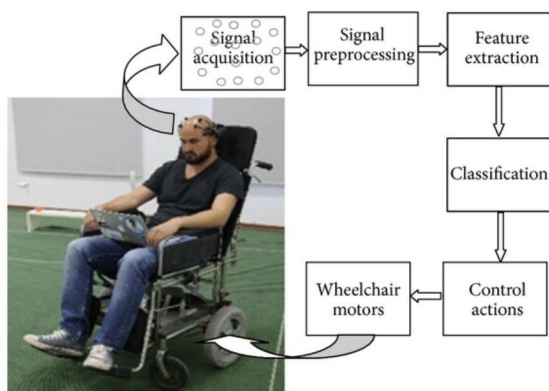 Signal
acquisition
Signal
preprocessing
Feature
extraction
Classification
Control
actions
Wheelchair
motors